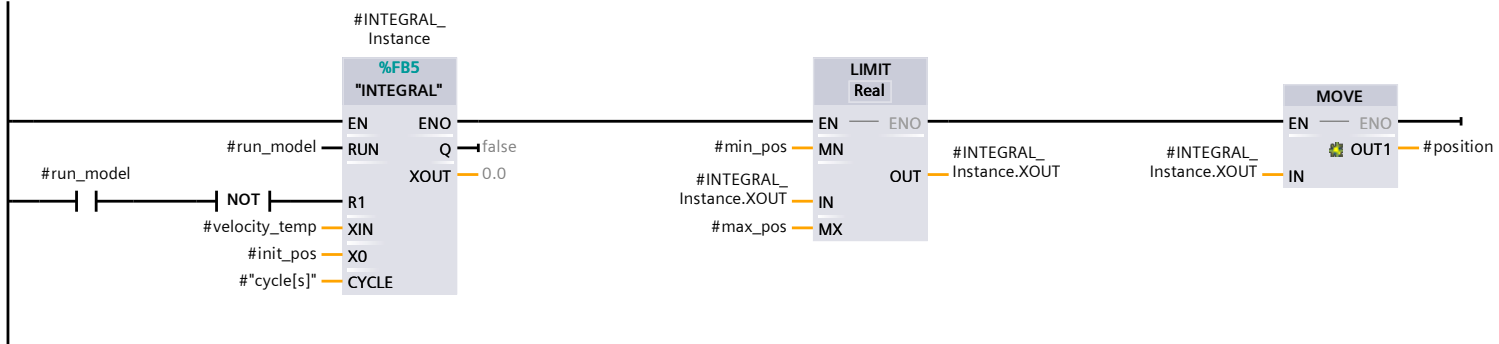 #INTEGRAL_
Instance
%FB5
"INTEGRAL"
EN ENO
#run_model RUN Q false
XOUT 0.0
#run_model
NOT
R1
#velocity_temp XIN
#init_pos X0
#"cycle[s]" CYCLE
LIMIT
Real
EN ENO
#min_pos MN
#INTEGRAL_
Instance.XOUT IN
#max_pos MX
OUT
#INTEGRAL_
Instance.XOUT
MOVE
EN ENO
OUT1 #position
#INTEGRAL_
Instance.XOUT
IN